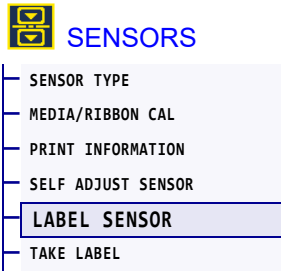 SENSORS
SENSOR TYPE
MEDIA/RIBBON CAL
PRINT INFORMATION
SELF ADJUST SENSOR
LABEL SENSOR
TAKE LABEL